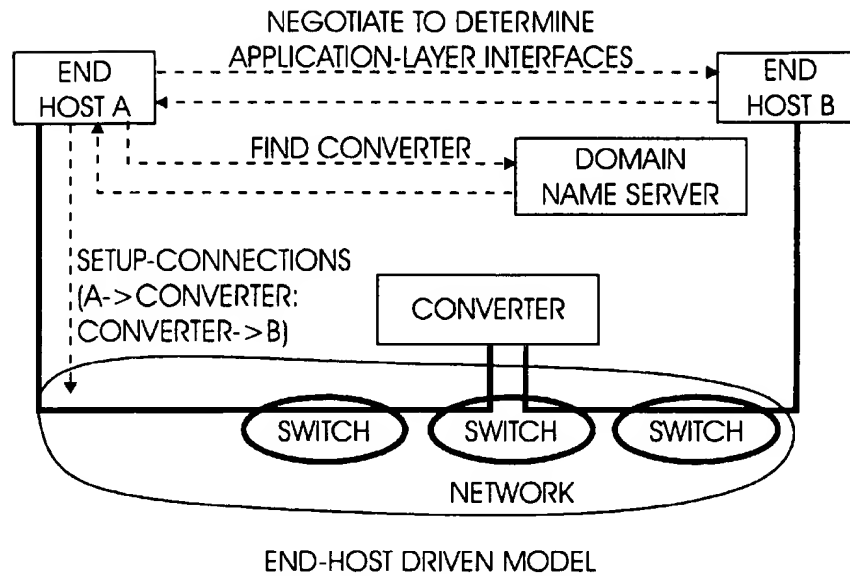 NEGOTIATE TO DETERMINE
APPLICATION-LAYER INTERFACES
END
HOST A
END
HOST B
FIND CONVERTER
DOMAIN
NAME SERVER
SETUP-CONNECTIONS
(A->CONVERTER:
CONVERTER->B)
CONVERTER
SWITCH
SWITCH
SWITCH
NETWORK
END-HOST DRIVEN MODEL